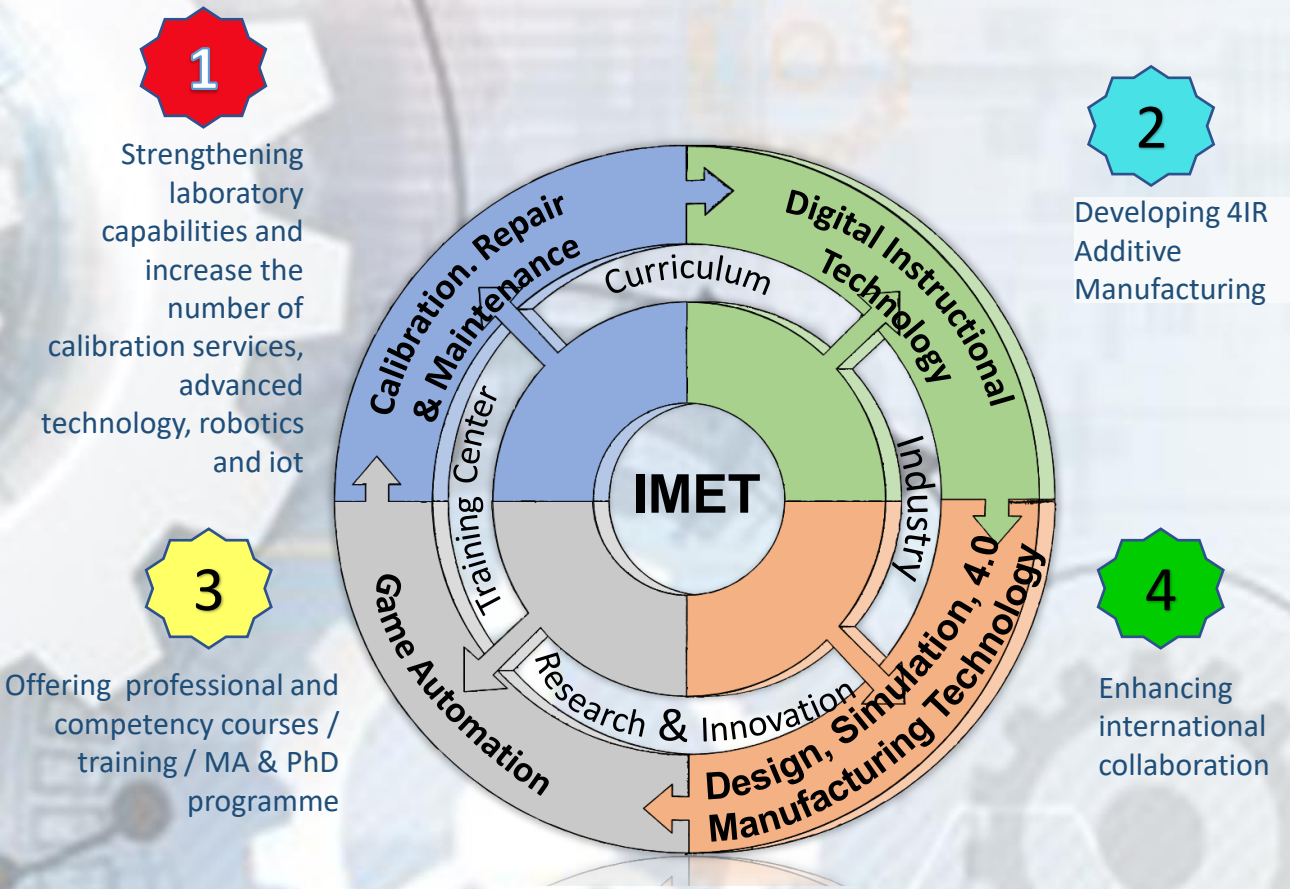 1
Strengthening
laboratory
capabilities and
increase the
number of
calibration services,
advanced
technology, robotics
and iot
2
Developing 4IR
Additive
Manufacturing
Calibration. Repair
& Maintenance
Digital Instructional
Technology
Curriculum
Training Center
Industry
IMET
Research & Innovation
Game Automation
Design, Simulation, 4.0
Manufacturing Technology
3
Offering professional and
competency courses /
training / MA & PhD
programme
4
Enhancing
international
collaboration